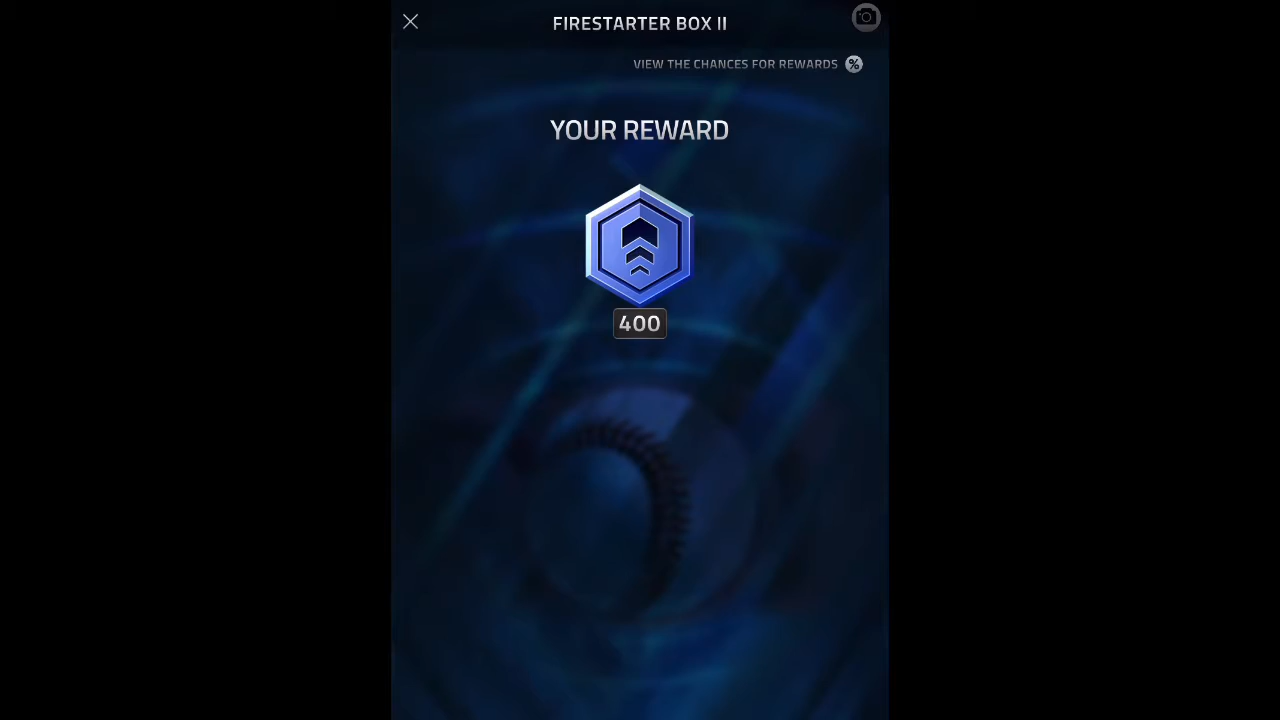 FIRESTARTER BOX II
VIEW THE CHANCES FOR REWARDS %
YOUR REWARD
400